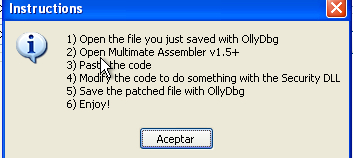 Instructions
1) Open the file you just saved with OllyDbg
2) Open Multimate Assembler v1.5+
3) Paste the code
4) Modify the code to do something with the Security DLL
5) Save the patched file with OllyDbg
6) Enjoy!
Aceptar